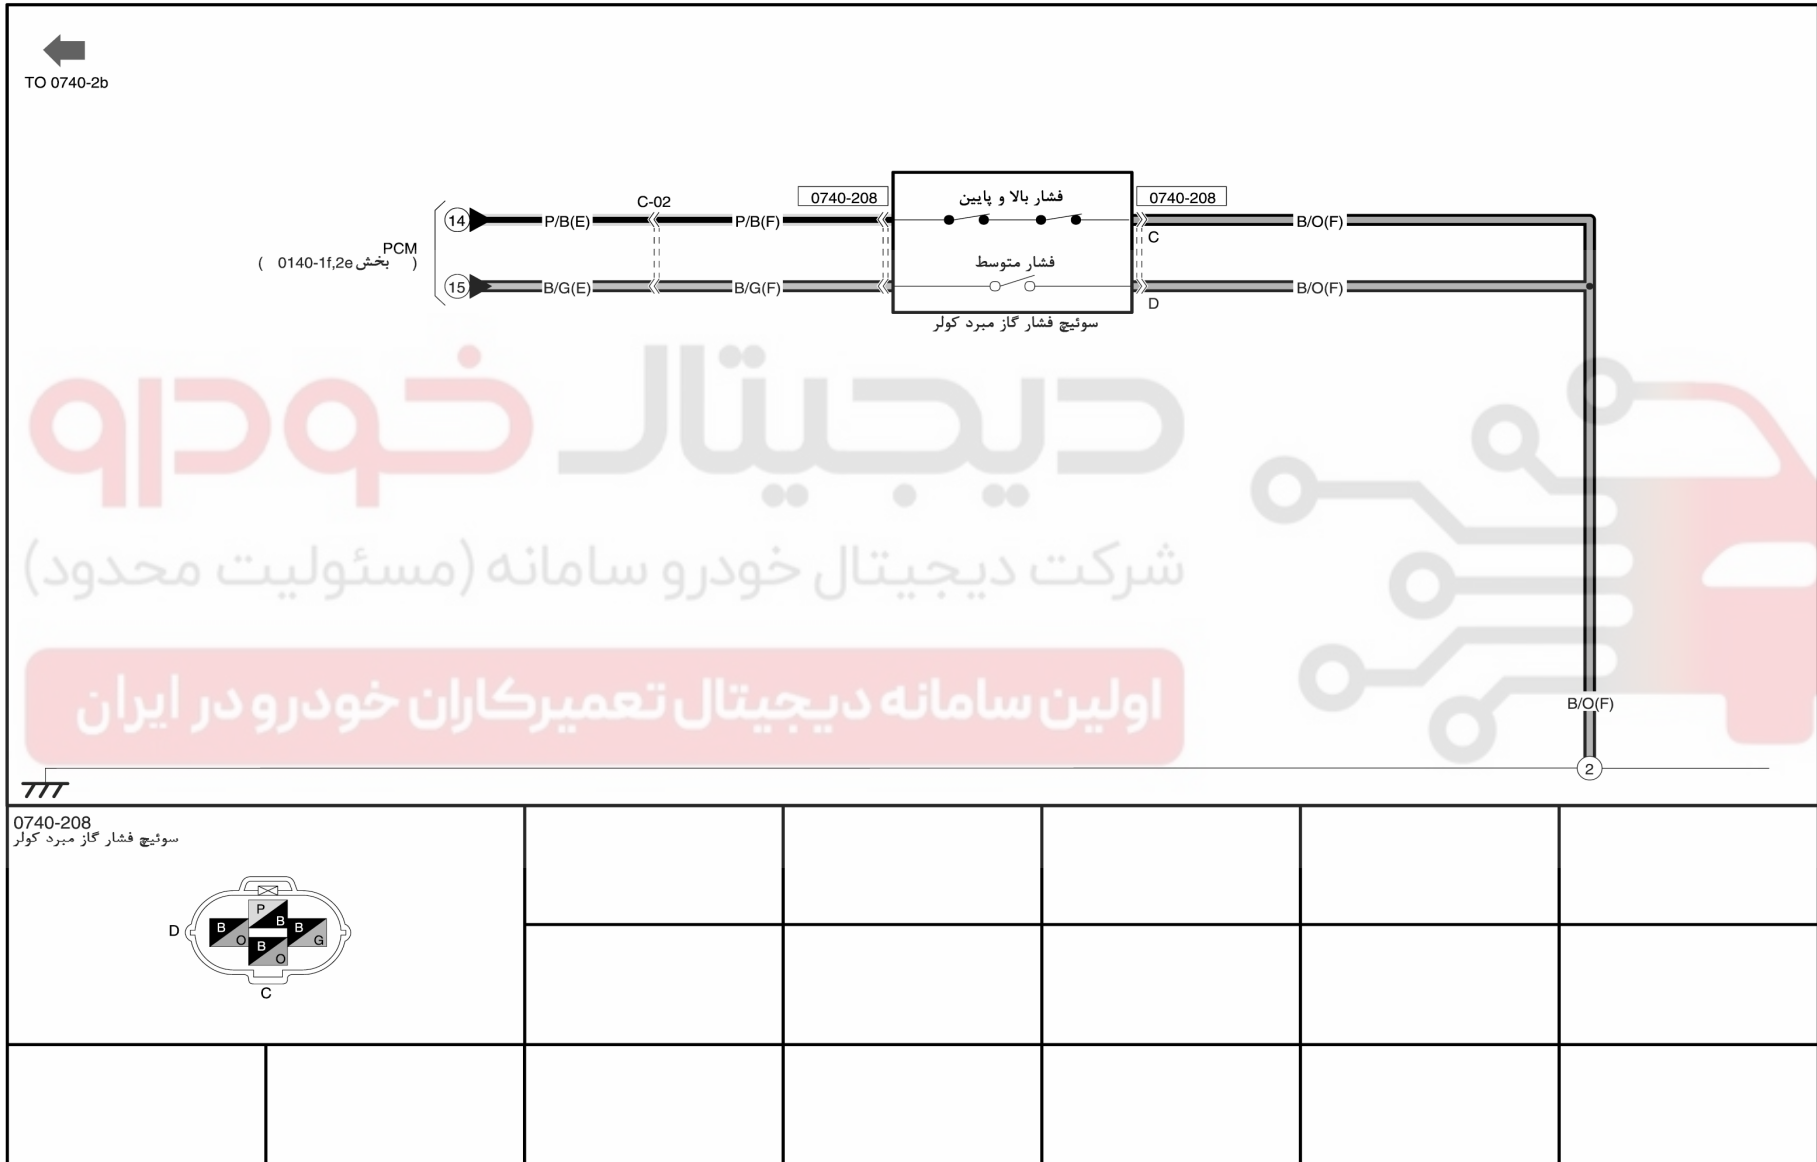 TO 0740-2b
C-02
0740-208
فشار بالا و پایین
0740-208
14
P/B(E)
P/B(F)
B/O(F)
C
PCM
( بخش 0140-1f,2e )
فشار متوسط
15
B/G(E)
B/G(F)
B/O(F)
D
سوئیچ فشار گاز مبرد کولر
دیجیتال خودرو
شرکت دیجیتال خودرو سامانه (مسئولیت محدود)
اولین سامانه دیجیتال تعمیرکاران خودرو در ایران
B/O(F)
2
0740-208
سوئیچ فشار گاز مبرد کولر
P
B
D
B
O
B
G
B
O
C